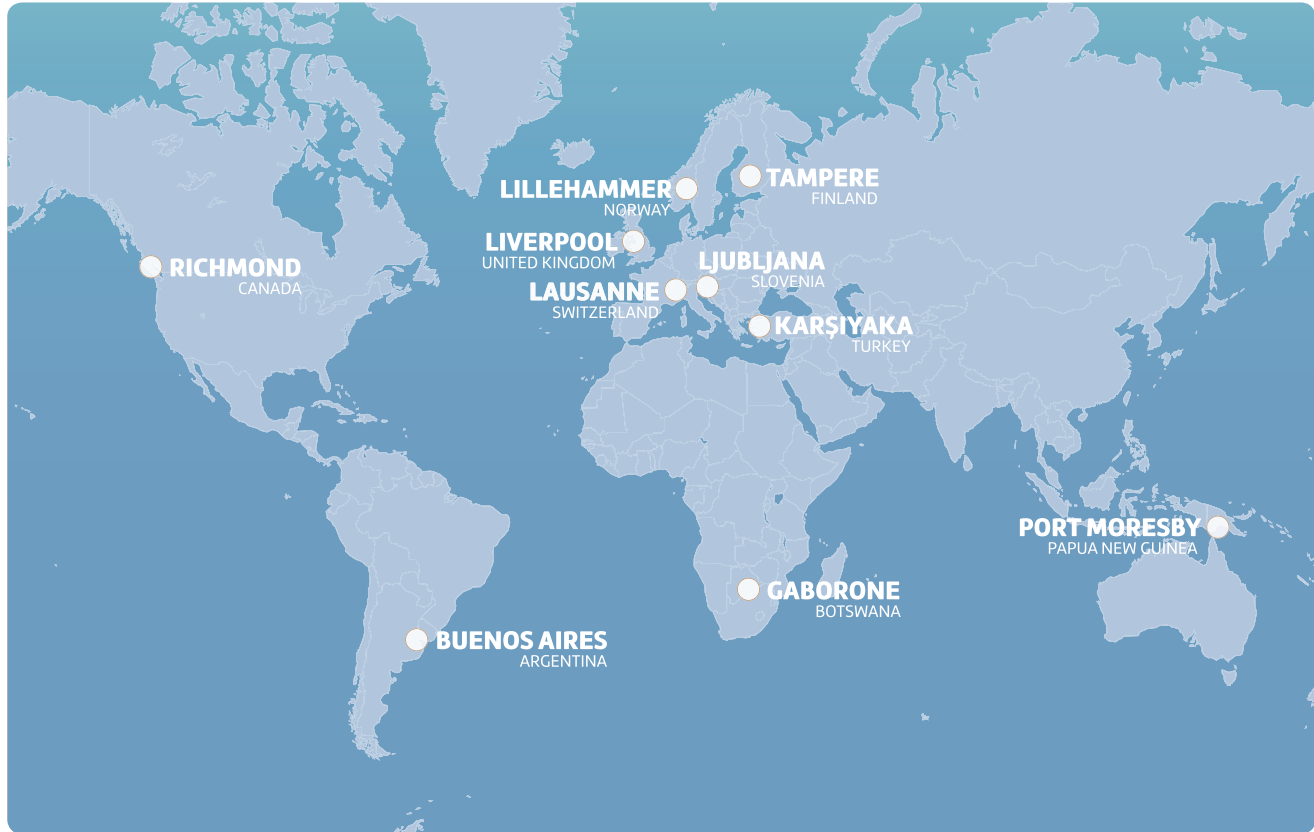 LILLEHAMMER
NORWAY
TAMPERE
FINLAND
LIVERPOOL
UNITED KINGDOM
RICHMOND
CANADA
LJUBLJANA
SLOVENIA
LAUSANNE
SWITZERLAND
KARŞIYAKA
TURKEY
PORT MORESBY
PAPUA NEW GUINEA
GABORONE
BOTSWANA
BUENOS AIRES
ARGENTINA